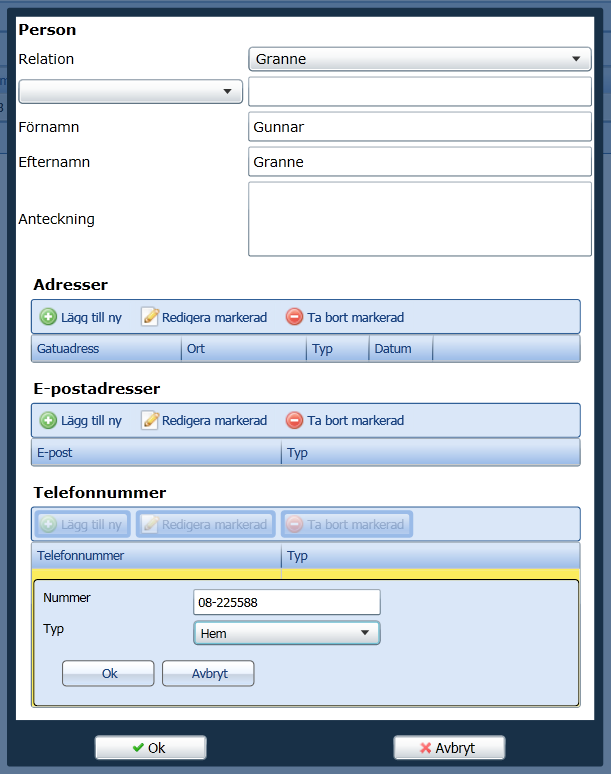 Person
Relation Granne
Förnamn Gunnar
Efternamn Granne
Anteckning
Adresser
Lägg till ny Redigera markerad Ta bort markerad
Gatuadress Ort Typ Datum
E-postadresser
Lägg till ny Redigera markerad Ta bort markerad
E-post Typ
Telefonnummer
Lägg till ny Redigera markerad Ta bort markerad
Telefonnummer Typ
Nummer 08-225588
Typ Hem
Ok Avbryt
Ok Avbryt